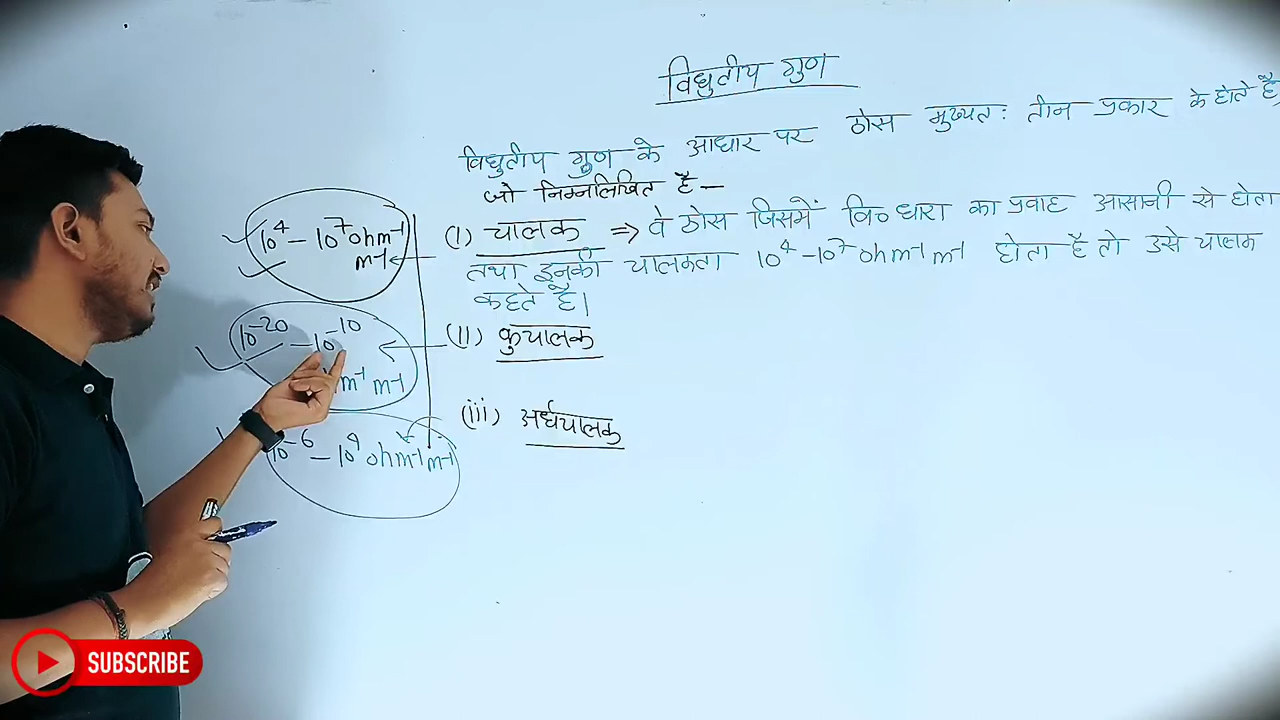 विधुतीय गुण
विधुतीय गुण के आधार पर ठोस मुख्यतः तीन प्रकार के होते है
जो निम्नलिखित है –
(I) चालक ⇒ वे ठोस जिसमें वि० धारा का प्रवाह आसानी से होता
तथा इनकी चालकता 10⁴ – 10⁷ ohm⁻¹ m⁻¹ होता है तो उसे चालक
कहते है।
(II) कुचालक
(iii) अर्धचालक
10⁴ – 10⁷ ohm⁻¹
m⁻¹
10⁻²⁰ – 10⁻¹⁰
m⁻¹ m⁻¹
10⁻⁶ – 10⁴ ohm⁻¹ m⁻¹
SUBSCRIBE